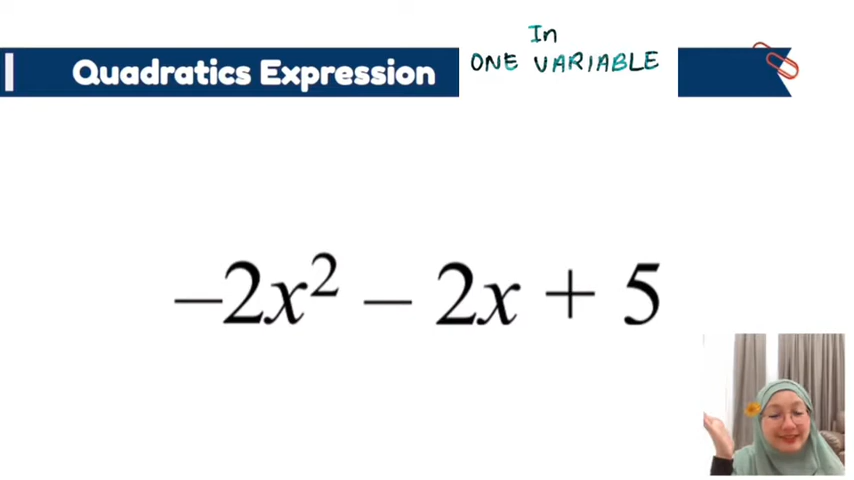 In
Quadratics Expression ONE VARIABLE
–2x² – 2x + 5